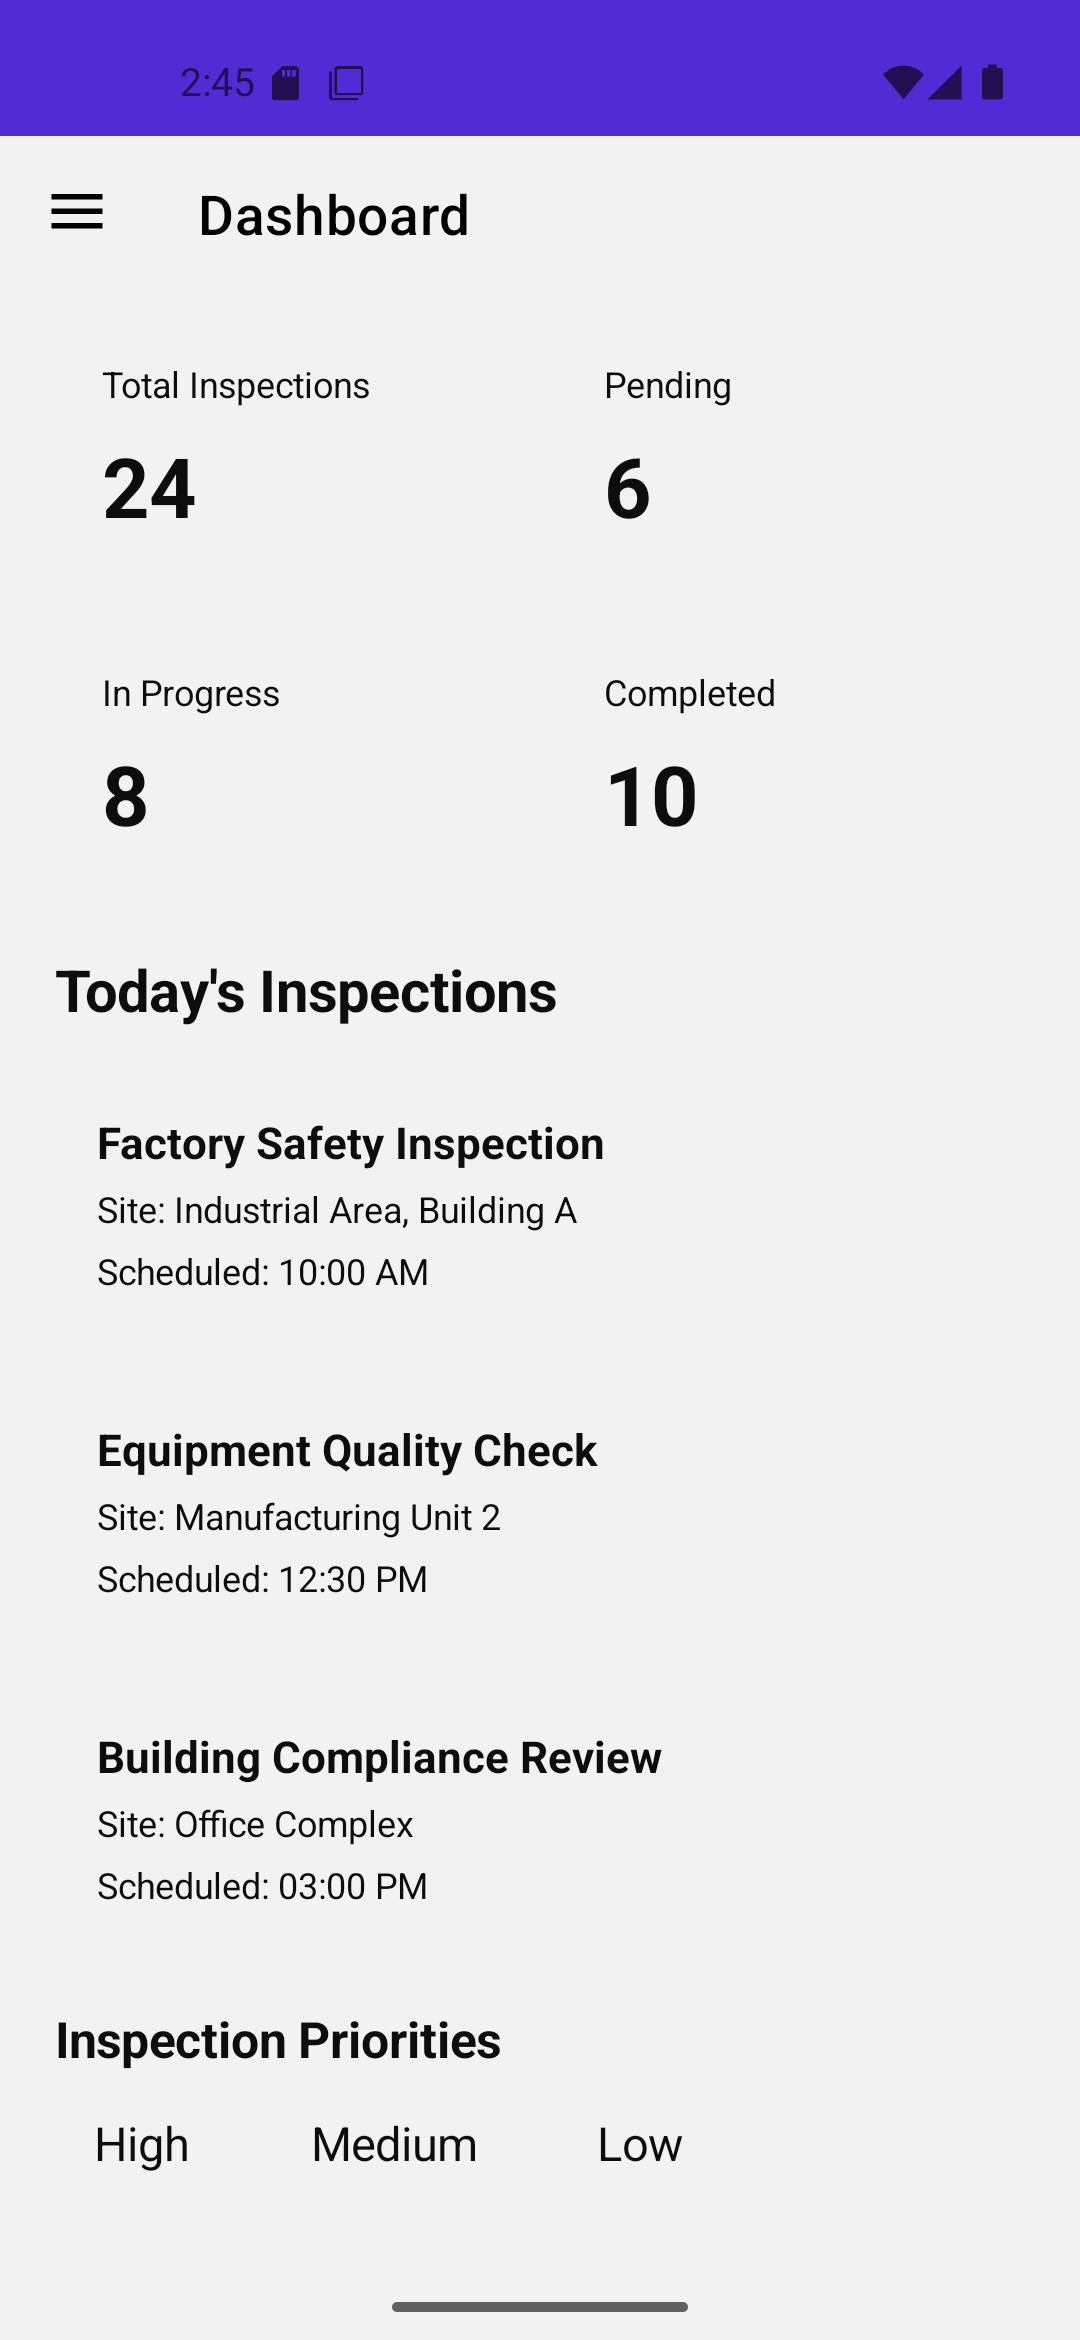 2:45
Dashboard
Total Inspections
Pending
24
6
In Progress
Completed
8
10
Today's Inspections
Factory Safety Inspection
Site: Industrial Area, Building A
Scheduled: 10:00 AM
Equipment Quality Check
Site: Manufacturing Unit 2
Scheduled: 12:30 PM
Building Compliance Review
Site: Office Complex
Scheduled: 03:00 PM
Inspection Priorities
High Medium Low